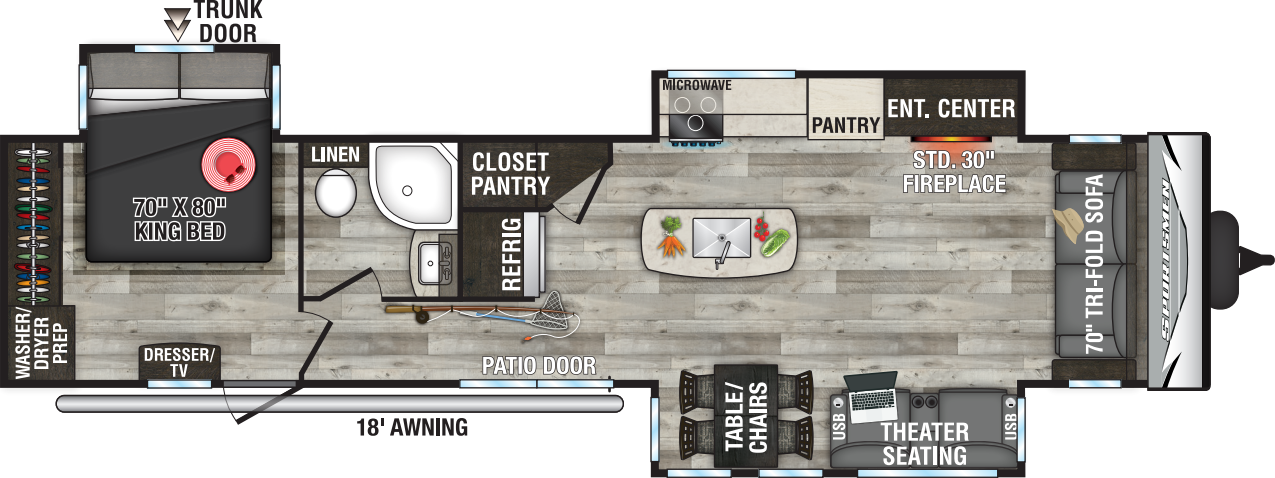 TRUNK
DOOR
MICROWAVE
PANTRY
ENT. CENTER
STD. 30"
FIREPLACE
LINEN
CLOSET
PANTRY
REFRIG
70" X 80"
KING BED
WASHER/
DRYER
PREP
DRESSER/
TV
PATIO DOOR
18' AWNING
TABLE/
CHAIRS
USB
THEATER
SEATING
USB
70" TRI-FOLD SOFA
SPORTSMEN